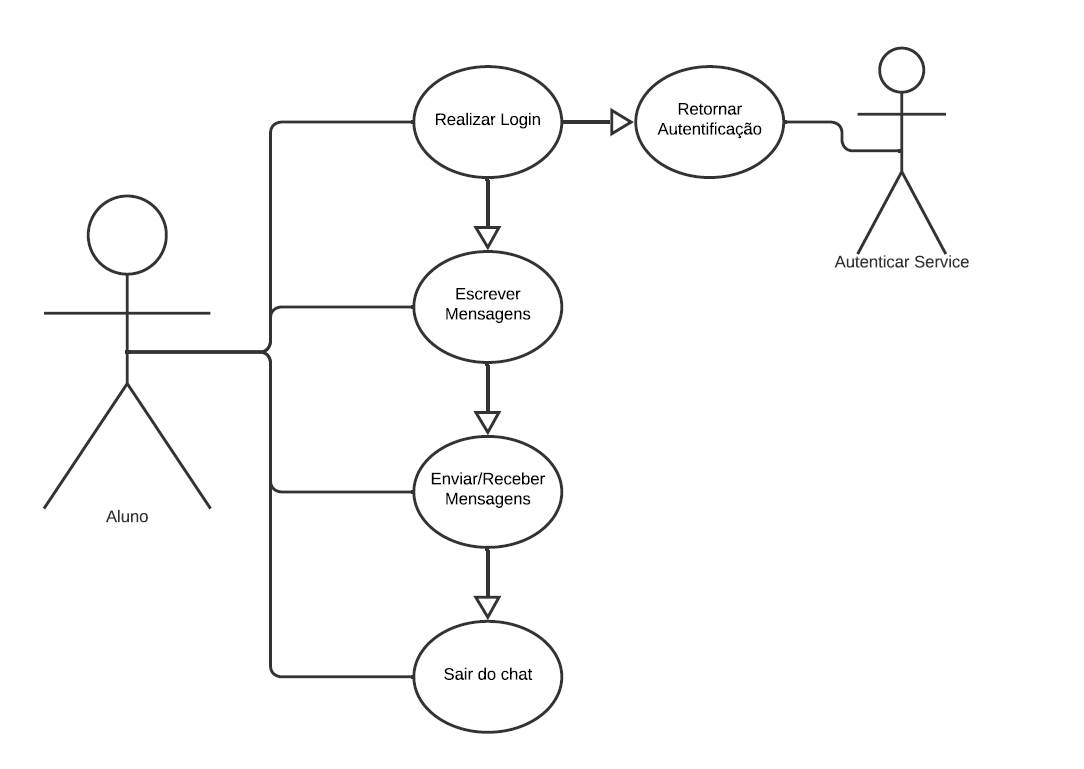 Realizar Login
Retornar
Autentificação
Autenticar Service
Escrever
Mensagens
Enviar/Receber
Mensagens
Aluno
Sair do chat